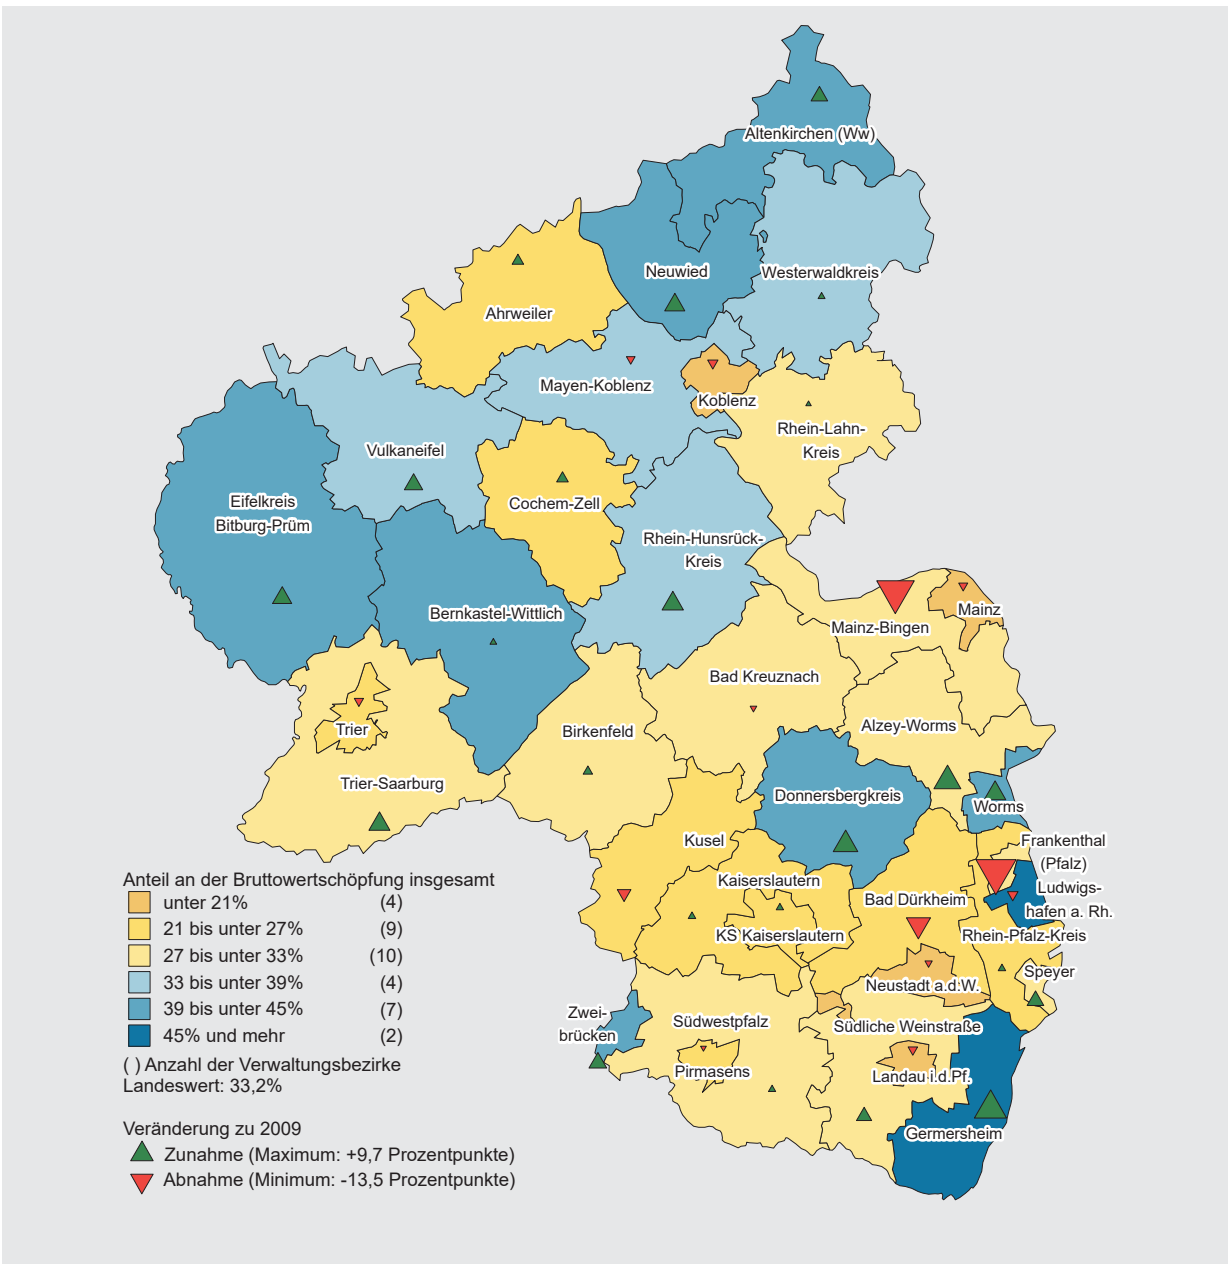 Altenkirchen (Ww)
Neuwied
Westerwaldkreis
Ahrweiler
Mayen-Koblenz
Koblenz
Rhein-Lahn-
Kreis
Vulkaneifel
Eifelkreis
Bitburg-Prüm
Cochem-Zell
Rhein-Hunsrück-
Kreis
Bernkastel-Wittlich
Mainz
Mainz-Bingen
Bad Kreuznach
Trier
Birkenfeld
Alzey-Worms
Trier-Saarburg
Donnersbergkreis
Worms
Kusel
Frankenthal
(Pfalz)
Kaiserslautern
Ludwigs-
hafen a. Rh.
Bad Dürkheim
KS Kaiserslautern
Rhein-Pfalz-Kreis
Speyer
Neustadt a.d.W.
Zwei-
brücken
Südwestpfalz
Südliche Weinstraße
Pirmasens
Landau i.d.Pf.
Germersheim
Anteil an der Bruttowertschöpfung insgesamt
unter 21% (4)
21 bis unter 27% (9)
27 bis unter 33% (10)
33 bis unter 39% (4)
39 bis unter 45% (7)
45% und mehr (2)
( ) Anzahl der Verwaltungsbezirke
Landeswert: 33,2%
Veränderung zu 2009
Zunahme (Maximum: +9,7 Prozentpunkte)
Abnahme (Minimum: -13,5 Prozentpunkte)